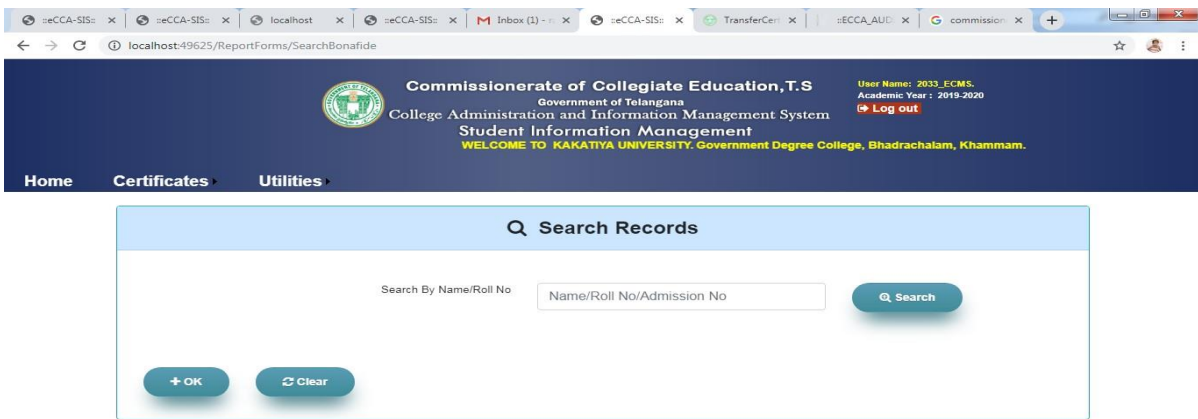 ::eCCA-SIS:: ::eCCA-SIS:: localhost ::eCCA-SIS:: Inbox (1) - ::eCCA-SIS:: TransferCert ::ECCA_AUD commission
localhost:49625/ReportForms/SearchBonafide
Commissionerate of Collegiate Education,T.S
Government of Telangana
College Administration and Information Management System
Student Information Management
WELCOME TO KAKATIYA UNIVERSITY. Government Degree College, Bhadrachalam, Khammam.
User Name: 2033_ECMS.
Academic Year : 2019-2020
Log out
Home Certificates Utilities
Search Records
Search By Name/Roll No Name/Roll No/Admission No Search
+ OK Clear